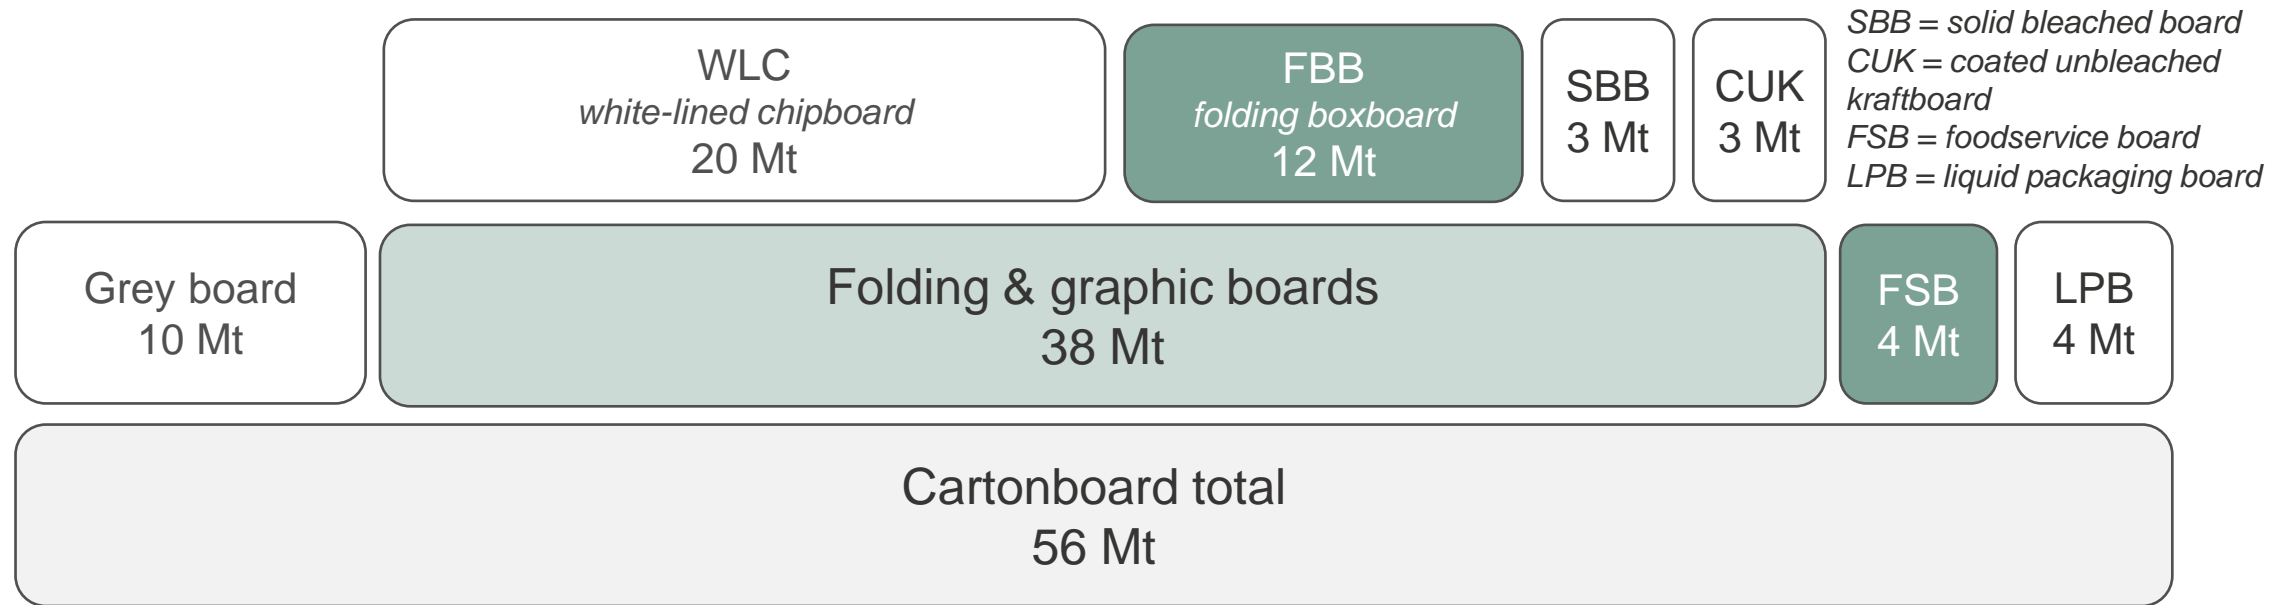 WLC
white-lined chipboard
20 Mt
FBB
folding boxboard
12 Mt
SBB
3 Mt
CUK
3 Mt
SBB = solid bleached board
CUK = coated unbleached
kraftboard
FSB = foodservice board
LPB = liquid packaging board
Grey board
10 Mt
Folding & graphic boards
38 Mt
FSB
4 Mt
LPB
4 Mt
Cartonboard total
56 Mt